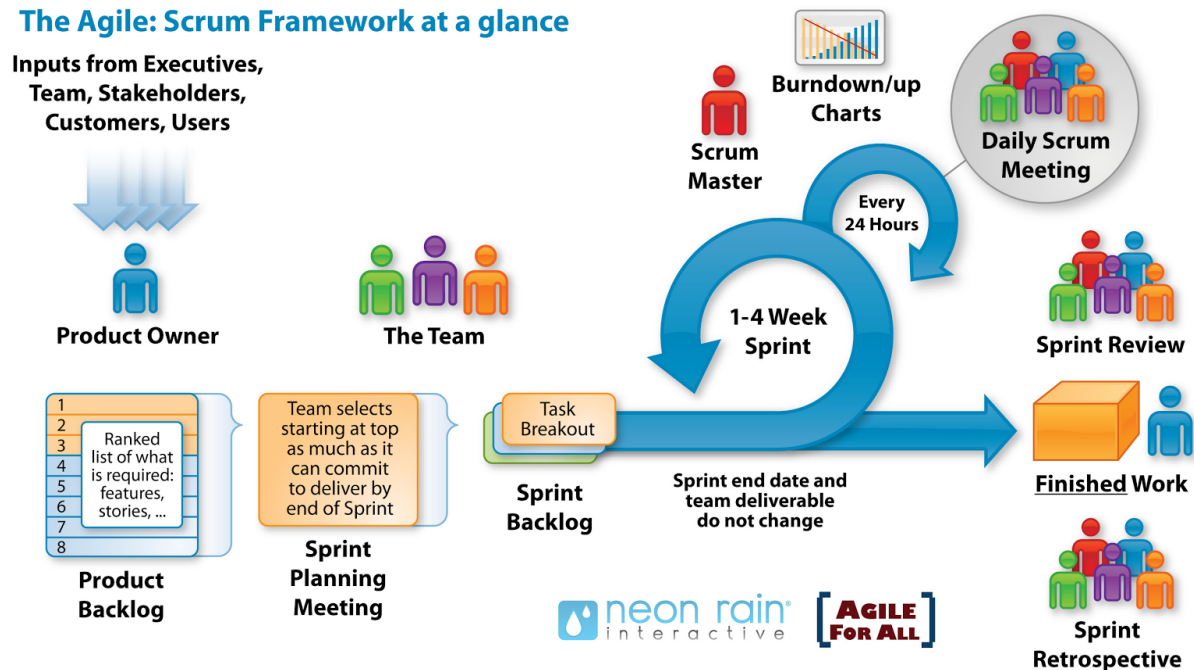 The Agile: Scrum Framework at a glance
Inputs from Executives,
Team, Stakeholders,
Customers, Users
Product Owner
The Team
Scrum
Master
Burndown/up
Charts
Daily Scrum
Meeting
Every
24 Hours
1-4 Week
Sprint
Sprint Review
1
2
3
4
5
6
7
8
Ranked
list of what
is required:
features,
stories, ...
Product
Backlog
Team selects
starting at top
as much as it
can commit
to deliver by
end of Sprint
Sprint
Planning
Meeting
Task
Breakout
Sprint
Backlog
Sprint end date and
team deliverable
do not change
Finished Work
Sprint
Retrospective
neon rain®
interactive
AGILE
FOR ALL